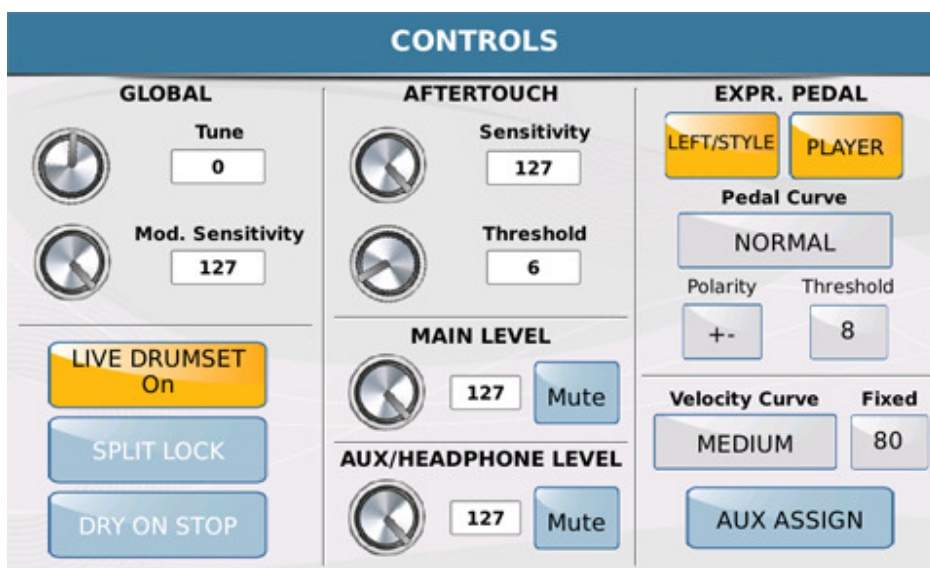 CONTROLS
GLOBAL
Tune
0
Mod. Sensitivity
127
LIVE DRUMSET
On
SPLIT LOCK
DRY ON STOP
AFTERTOUCH
Sensitivity
127
Threshold
6
MAIN LEVEL
127 Mute
AUX/HEADPHONE LEVEL
127 Mute
EXPR. PEDAL
LEFT/STYLE PLAYER
Pedal Curve
NORMAL
Polarity Threshold
+- 8
Velocity Curve Fixed
MEDIUM 80
AUX ASSIGN